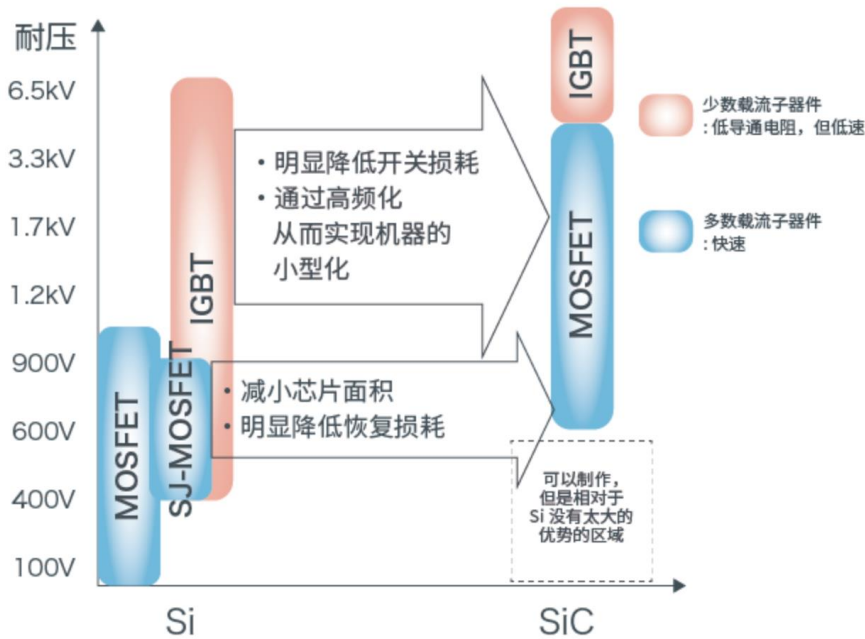 耐压
6.5kV
3.3kV
1.7kV
1.2kV
900V
600V
400V
100V
MOSFET
SJ-MOSFET
IGBT
・明显降低开关损耗
・通过高频化
从而实现机器的
小型化
・减小芯片面积
・明显降低恢复损耗
IGBT
MOSFET
可以制作，
但是相对于
Si 没有太大的
优势的区域
少数载流子器件
: 低导通电阻，但低速
多数载流子器件
: 快速
Si
SiC